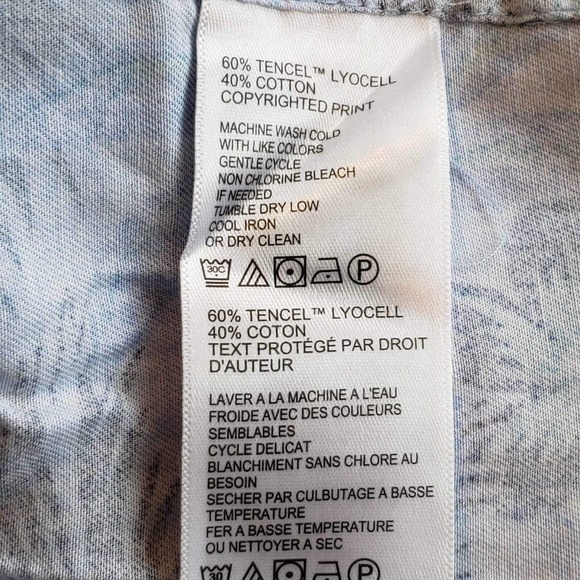 60% TENCEL™ LYOCELL
40% COTTON
COPYRIGHTED PRINT
MACHINE WASH COLD
WITH LIKE COLORS
GENTLE CYCLE
NON CHLORINE BLEACH
IF NEEDED
TUMBLE DRY LOW
COOL IRON
OR DRY CLEAN
30C P
60% TENCEL™ LYOCELL
40% COTON
TEXT PROTÉGÉ PAR DROIT
D'AUTEUR
LAVER A LA MACHINE A L'EAU
FROIDE AVEC DES COULEURS
SEMBLABLES
CYCLE DELICAT
BLANCHIMENT SANS CHLORE AU
BESOIN
SECHER PAR CULBUTAGE A BASSE
TEMPERATURE
FER A BASSE TEMPÉRATURE
OU NETTOYER A SEC
30 P